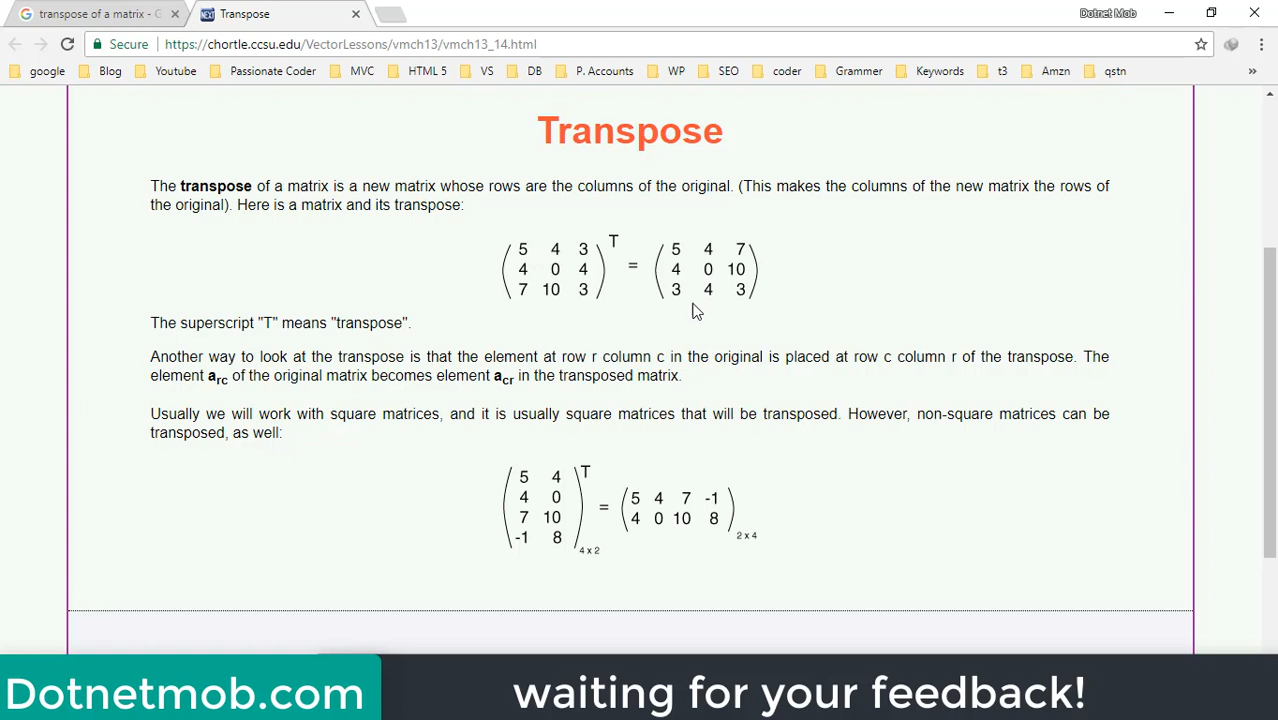 transpose of a matrix - G
Transpose
Dotnet Mob
Secure
https://chortle.ccsu.edu/VectorLessons/vmch13/vmch13_14.html
google Blog Youtube Passionate Coder MVC HTML 5 VS DB P. Accounts WP SEO coder Grammer Keywords t3 Amzn qstn »
Transpose
The transpose of a matrix is a new matrix whose rows are the columns of the original. (This makes the columns of the new matrix the rows of
the original). Here is a matrix and its transpose:
5 4 3 T 5 4 7
4 0 4 = 4 0 10
7 10 3 3 4 3
The superscript "T" means "transpose".
Another way to look at the transpose is that the element at row r column c in the original is placed at row c column r of the transpose. The
element arc of the original matrix becomes element acr in the transposed matrix.
Usually we will work with square matrices, and it is usually square matrices that will be transposed. However, non-square matrices can be
transposed, as well:
5 4 T
4 0 5 4 7 -1
7 10 = 4 0 10 8
-1 8 4 x 2 2 x 4
Dotnetmob.com
waiting for your feedback!